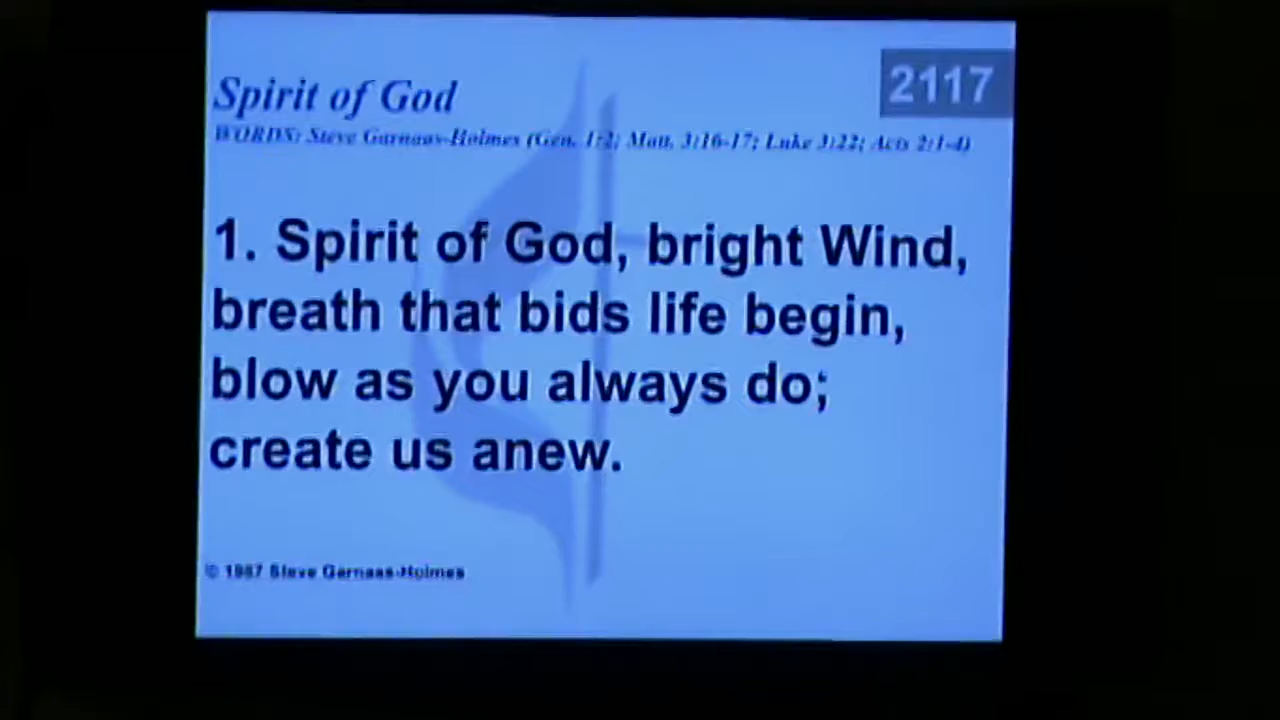 Spirit of God
2117
WORDS: Steve Garnaas-Holmes (Gen. 1:2; Matt. 3:16-17; Luke 3:22; Acts 2:1-4)
1. Spirit of God, bright Wind,
breath that bids life begin,
blow as you always do;
create us anew.
© 1987 Steve Garnaas-Holmes